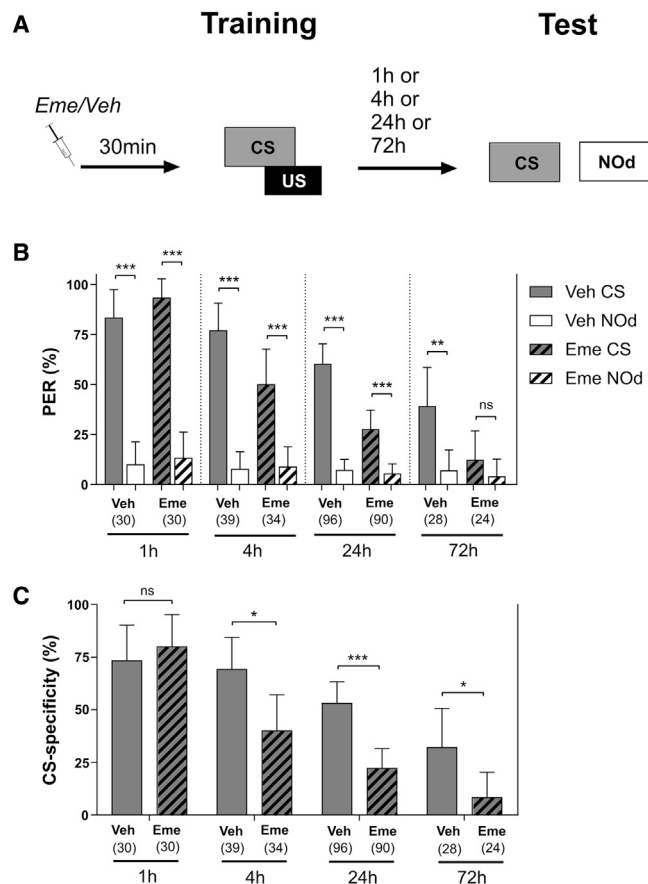 A
Training
Test
Eme/Veh
30min
CS
US
1h or
4h or
24h or
72h
CS
NOd
B
PER (%)
100
75
50
25
0
***
***
***
***
***
***
**
ns
Veh
Eme
Veh
Eme
Veh
Eme
Veh
Eme
(30)
(30)
(39)
(34)
(96)
(90)
(28)
(24)
1h
4h
24h
72h
Veh CS
Veh NOd
Eme CS
Eme NOd
C
CS-specificity (%)
100
75
50
25
0
ns
*
***
*
Veh
Eme
Veh
Eme
Veh
Eme
Veh
Eme
(30)
(30)
(39)
(34)
(96)
(90)
(28)
(24)
1h
4h
24h
72h